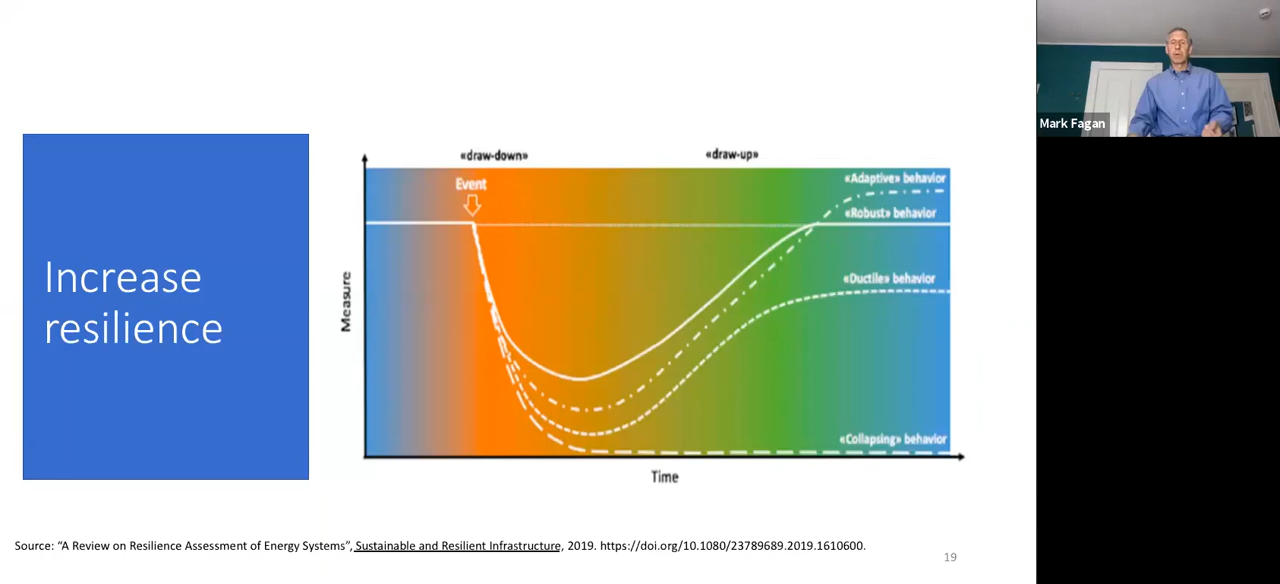 Increase
resilience
«draw-down»
«draw-up»
Event
«Adaptive» behavior
«Robust» behavior
«Ductile» behavior
«Collapsing» behavior
Measure
Time
Source: “A Review on Resilience Assessment of Energy Systems”, Sustainable and Resilient Infrastructure, 2019. https://doi.org/10.1080/23789689.2019.1610600.
19
Mark Fagan